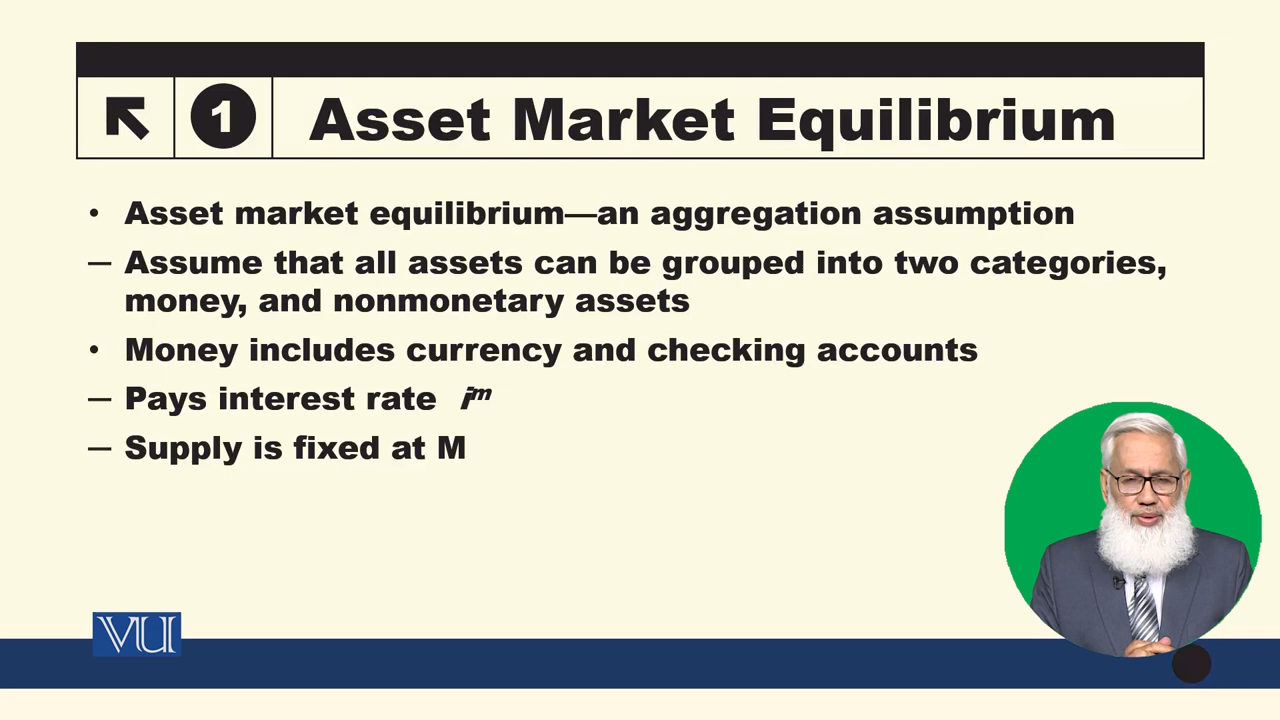 1 Asset Market Equilibrium
• Asset market equilibrium—an aggregation assumption
— Assume that all assets can be grouped into two categories,
money, and nonmonetary assets
• Money includes currency and checking accounts
— Pays interest rate iᵐ
— Supply is fixed at M
VU